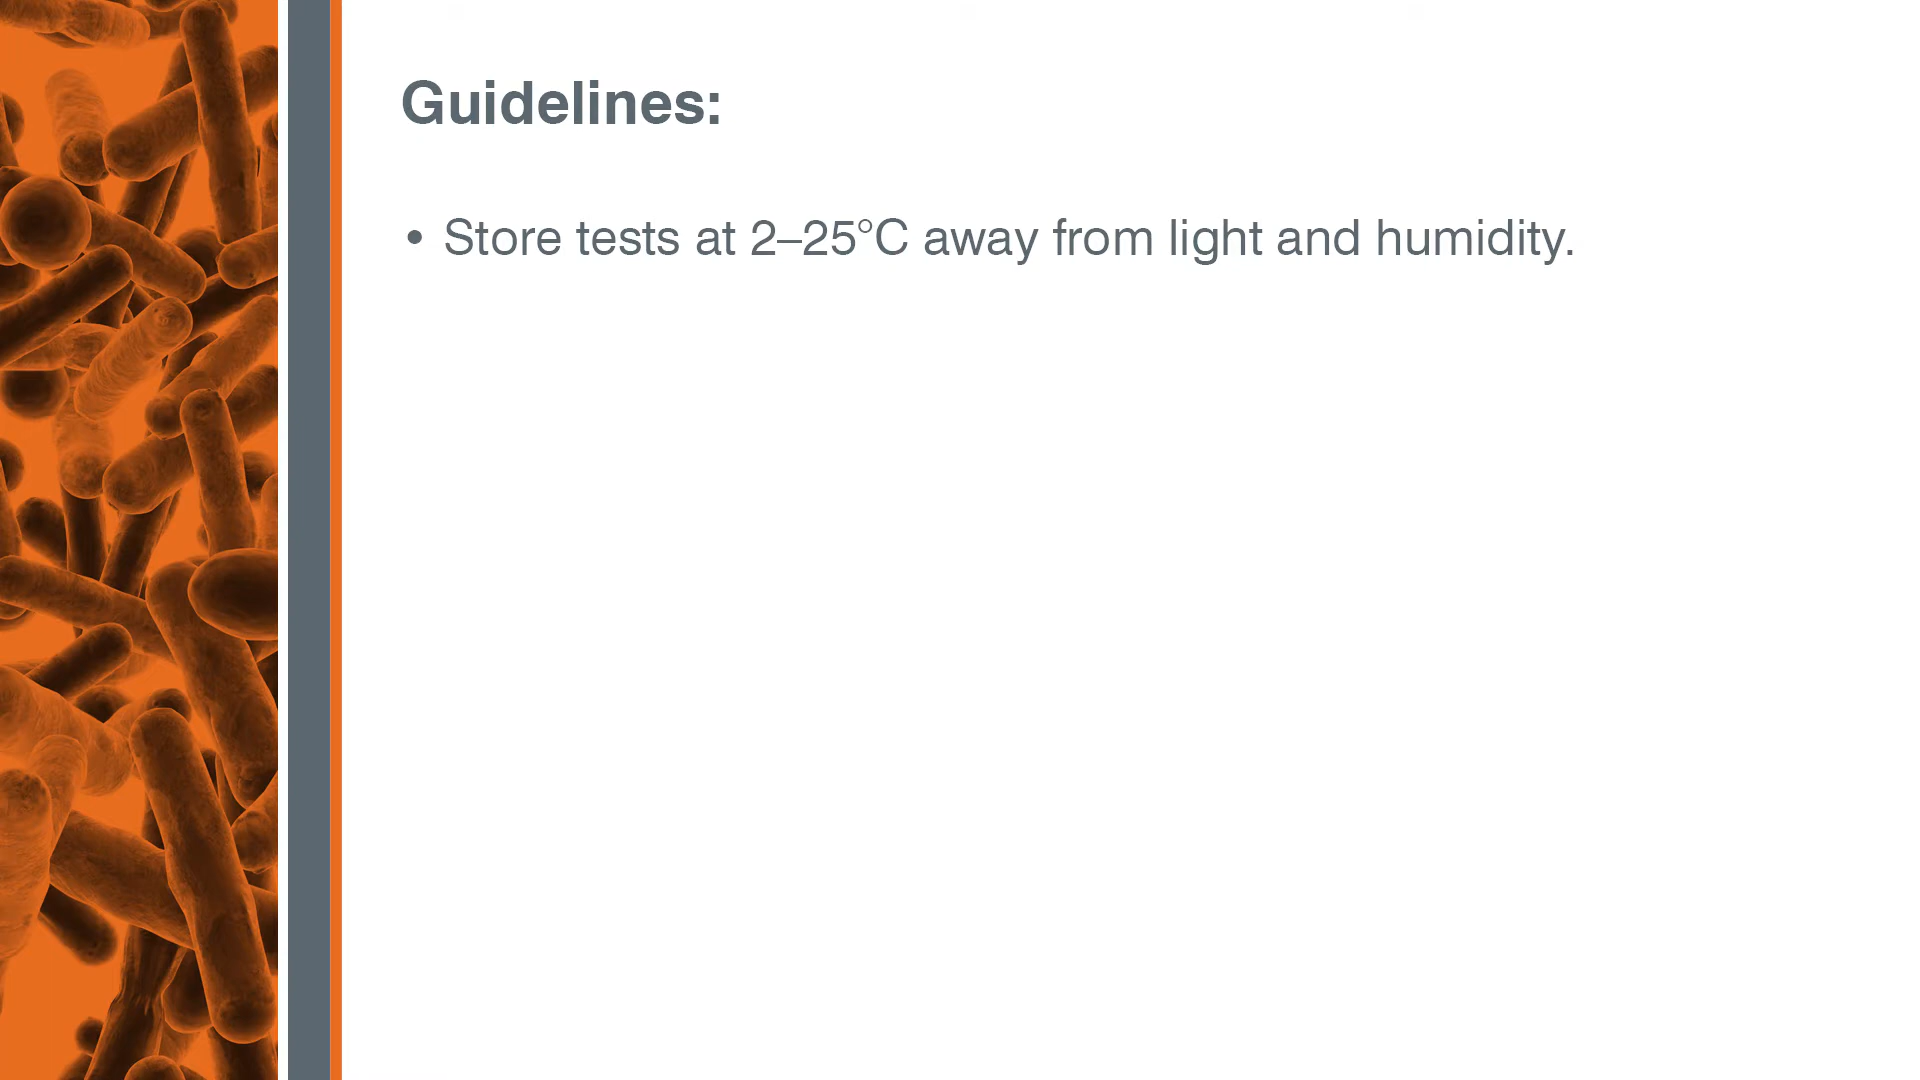 Guidelines:
• Store tests at 2–25°C away from light and humidity.